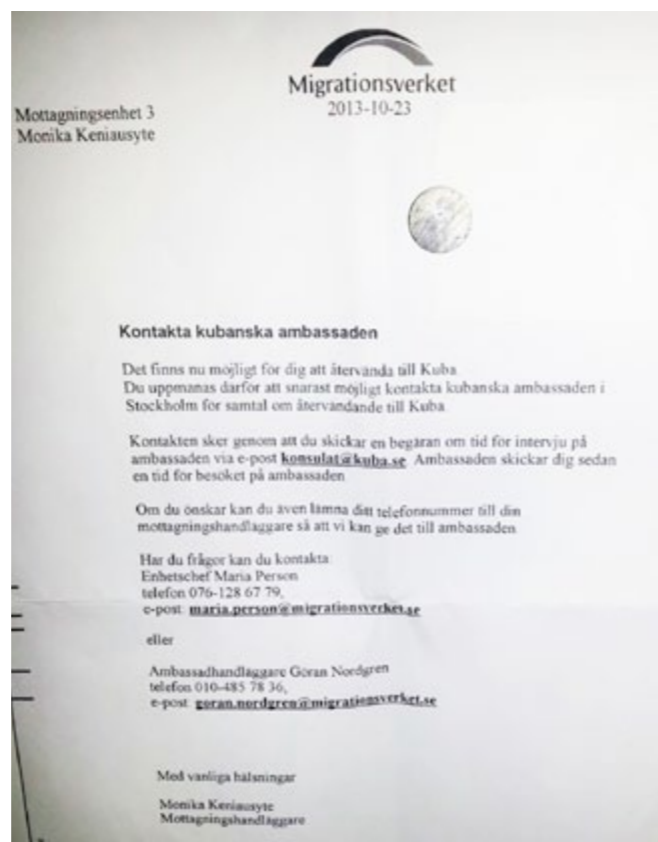 Migrationsverket
2013-10-23
Mottagningsenhet 3
Monika Keniausyte
Kontakta kubanska ambassaden
Det finns nu möjligt för dig att återvända till Kuba
Du uppmanas därför att snarast möjligt kontakta kubanska ambassaden i
Stockholm för samtal om återvändande till Kuba
Kontakten sker genom att du skickar en begäran om tid för intervju på
ambassaden via e-post konsulat@kuba.se. Ambassaden skickar dig sedan
en tid för besöket på ambassaden
Om du önskar kan du även lämna ditt telefonnummer till din
mottagningshandläggare så att vi kan ge det till ambassaden
Har du frågor kan du kontakta
Enhetschef Maria Person
telefon 076-128 67 79,
e-post: maria.person@migrationsverket.se
eller
Ambassadhandläggare Göran Nordgren
telefon 010-485 78 36,
e-post: goran.nordgren@migrationsverket.se
Med vänliga hälsningar
Monika Keniausyte
Mottagningshandläggare